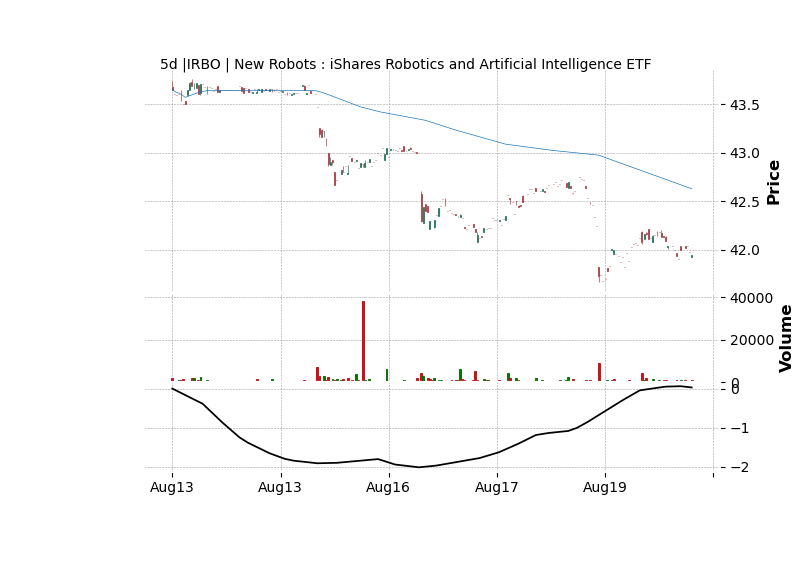 5d |IRBO | New Robots : iShares Robotics and Artificial Intelligence ETF
43.5
43.0
42.5
42.0
Price
40000
20000
0
Volume
0
−1
−2
Aug13 Aug13 Aug16 Aug17 Aug19